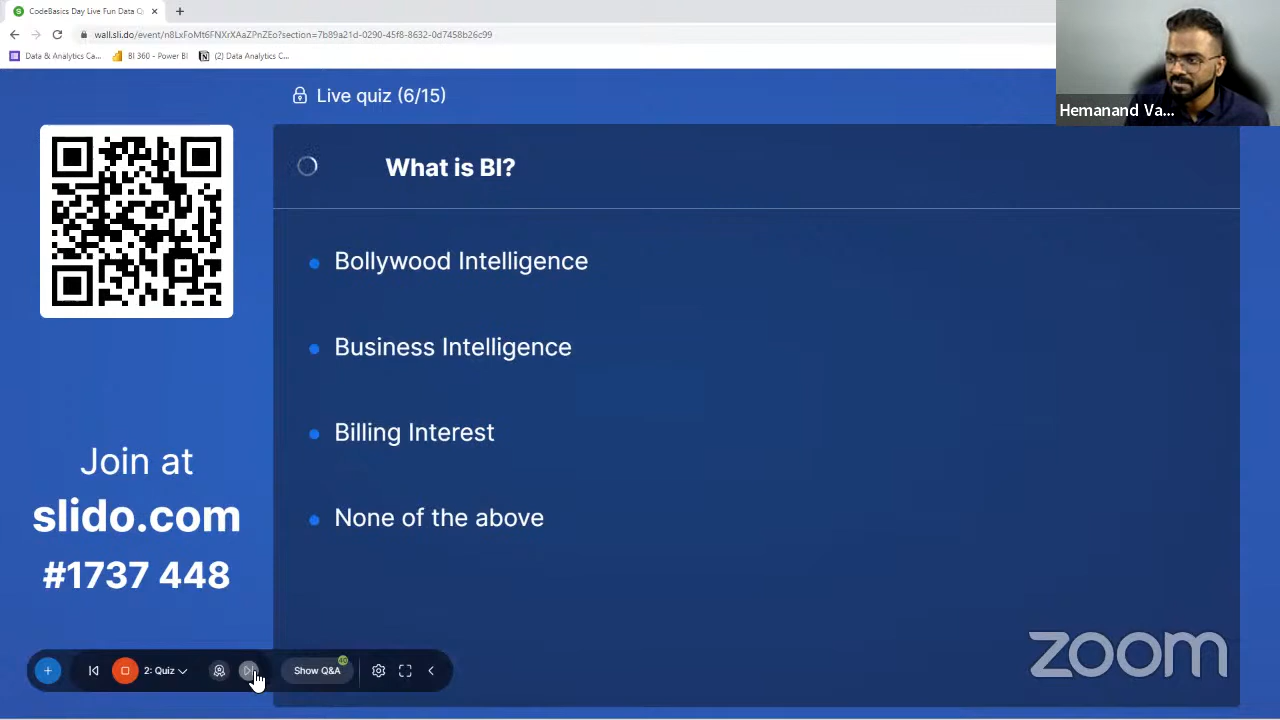 CodeBasics Day Live Fun Data Q
wall.sli.do/event/n8LxFoMt6FNXrXAaZPnZEo?section=7b89a21d-0290-45f8-8632-0d7458b26c99
Data & Analytics Ca...
BI 360 - Power BI
(2) Data Analytics C...
Hemanand Va...
Live quiz (6/15)
What is BI?
Bollywood Intelligence
Business Intelligence
Billing Interest
None of the above
Join at
slido.com
#1737 448
2: Quiz
Show Q&A
zoom